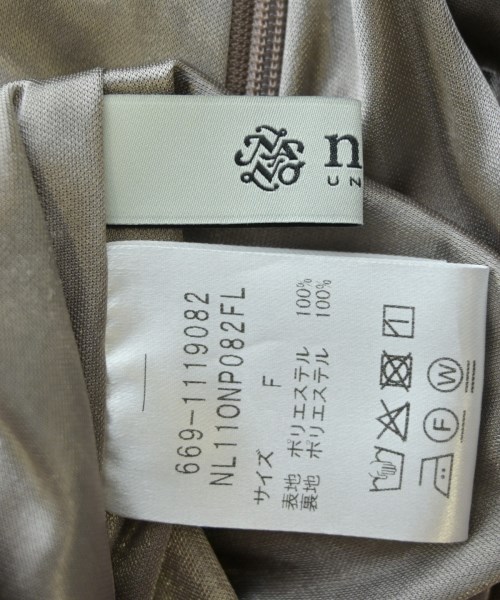 n
UN
669-1119082
NL11ONP082FL
サイズ F
表地 ポリエステル 100%
裏地 ポリエステル 100%
F W